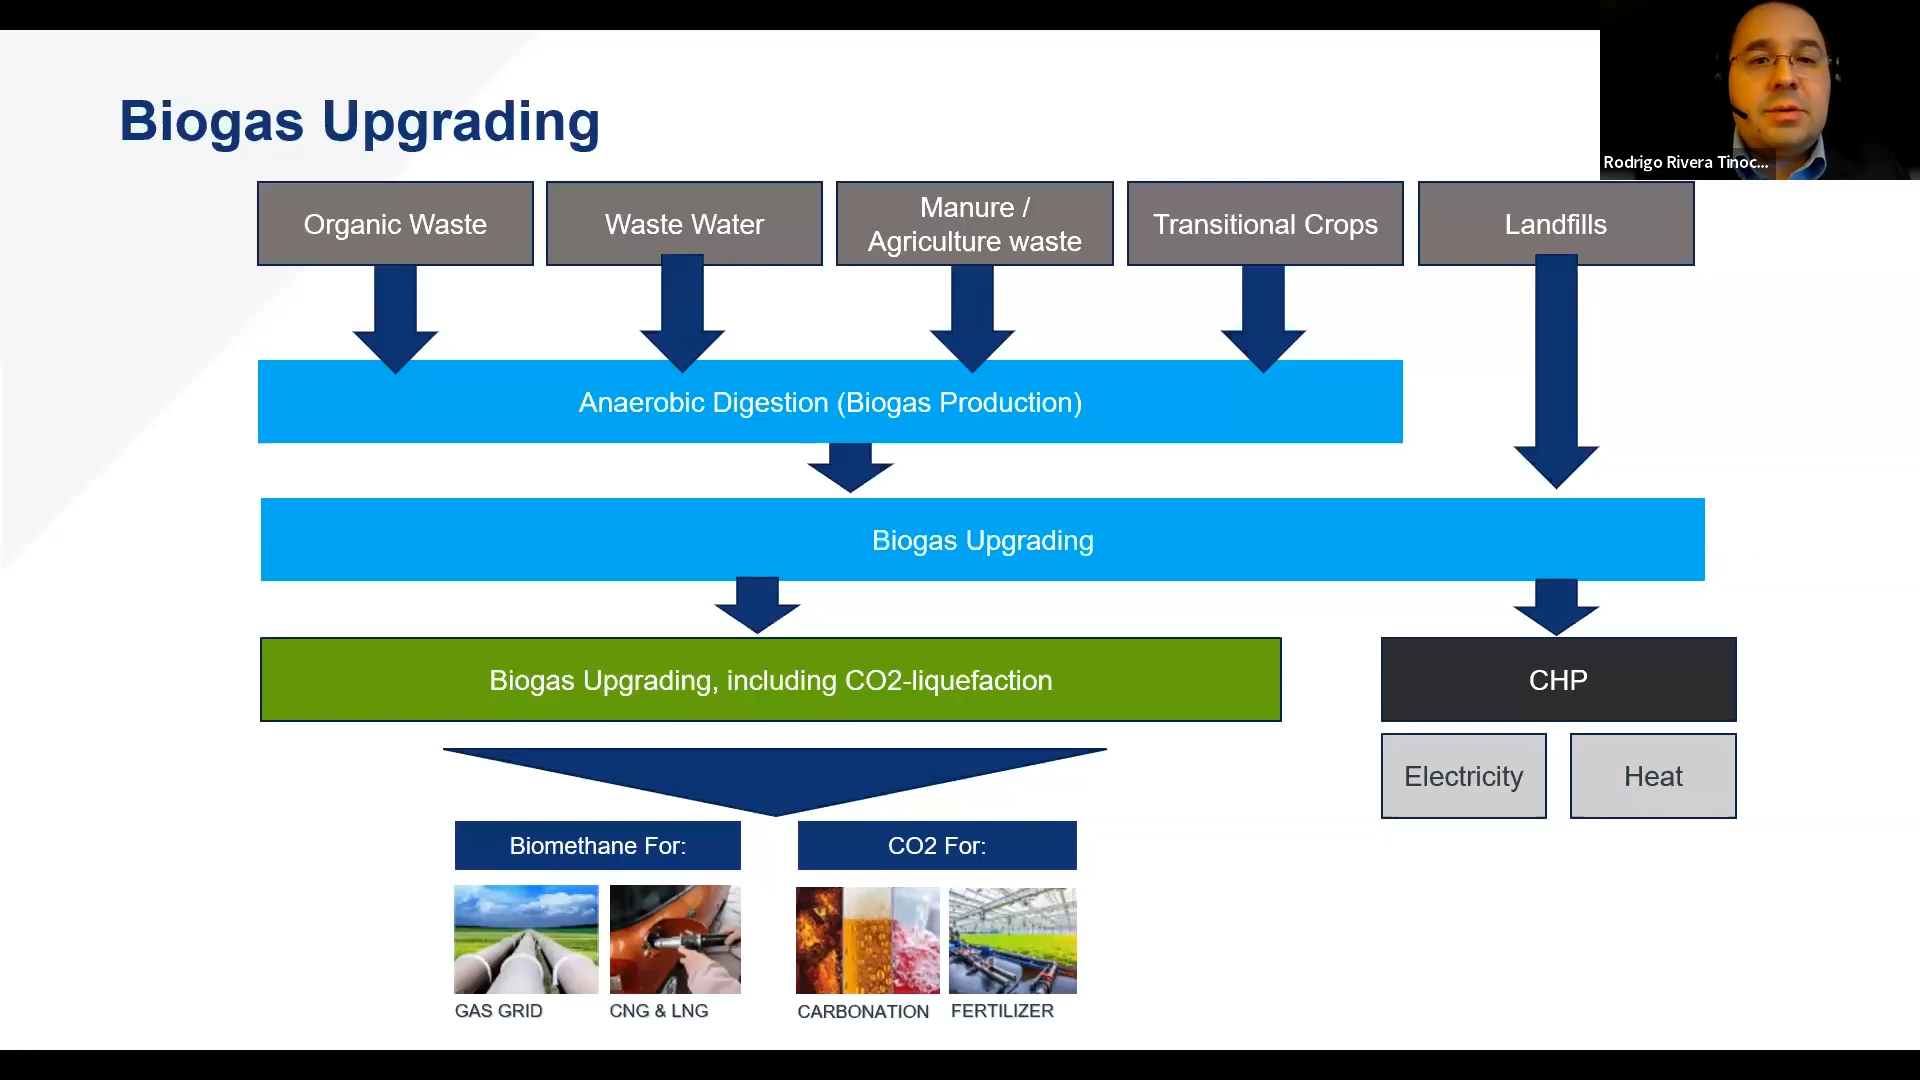 Biogas Upgrading
Rodrigo Rivera Tinoc...
Organic Waste
Waste Water
Manure /
Agriculture waste
Transitional Crops
Landfills
Anaerobic Digestion (Biogas Production)
Biogas Upgrading
Biogas Upgrading, including CO2-liquefaction
CHP
Electricity
Heat
Biomethane For:
CO2 For:
GAS GRID
CNG & LNG
CARBONATION
FERTILIZER